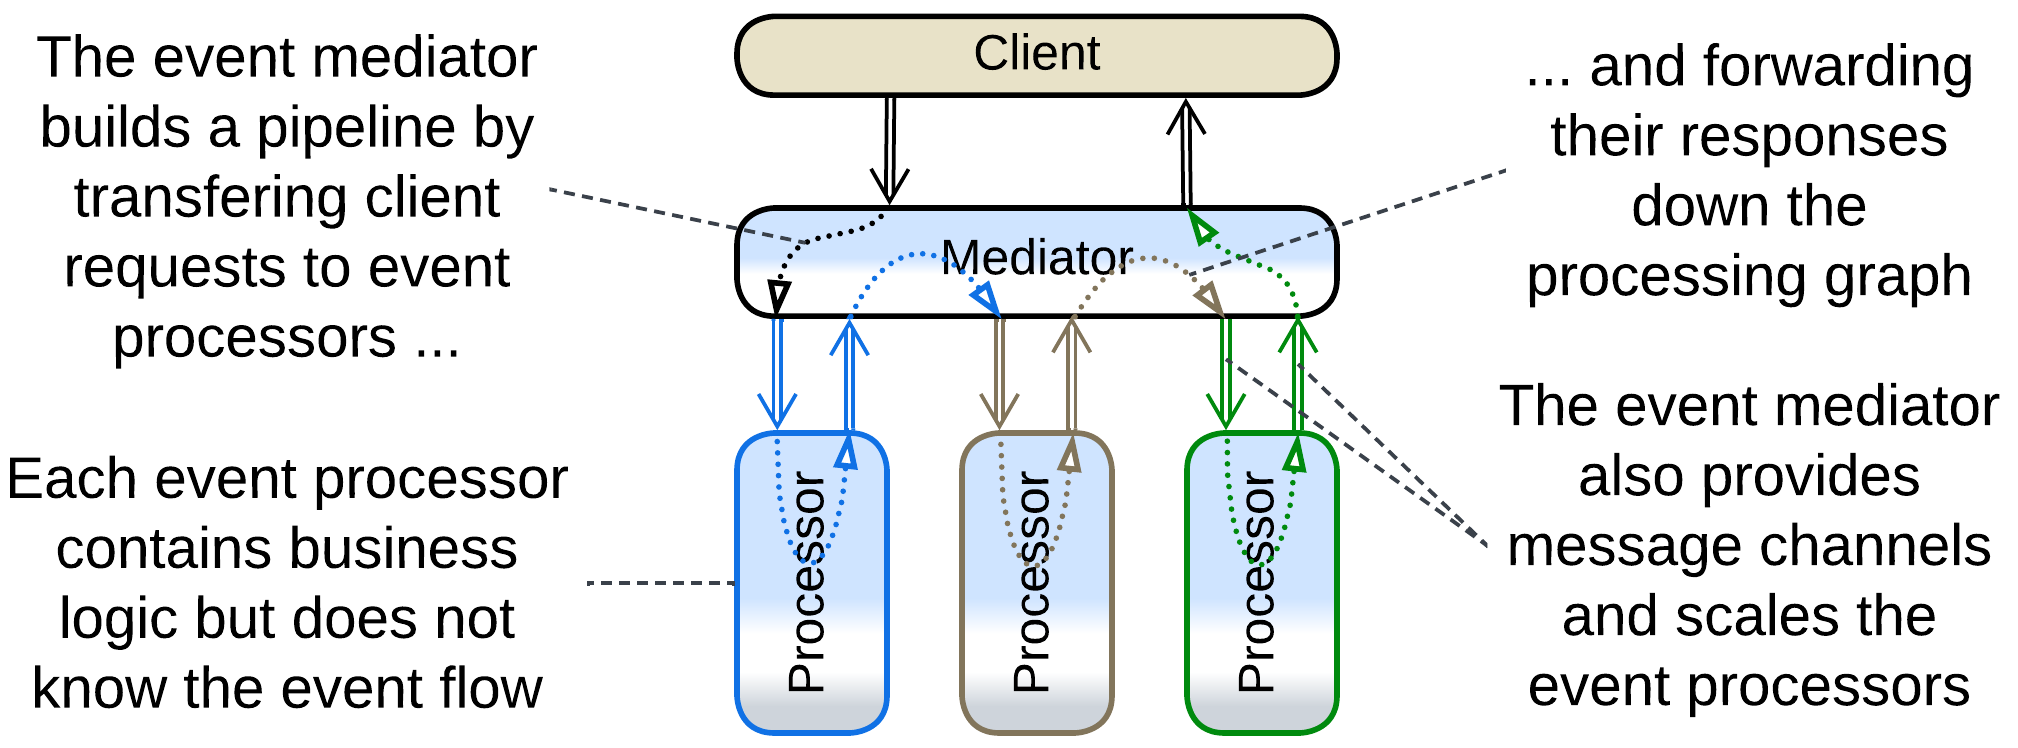 The event mediator
builds a pipeline by
transfering client
requests to event
processors ...
Client
... and forwarding
their responses
down the
processing graph
Mediator
Each event processor
contains business
logic but does not
know the event flow
Processor
Processor
Processor
The event mediator
also provides
message channels
and scales the
event processors